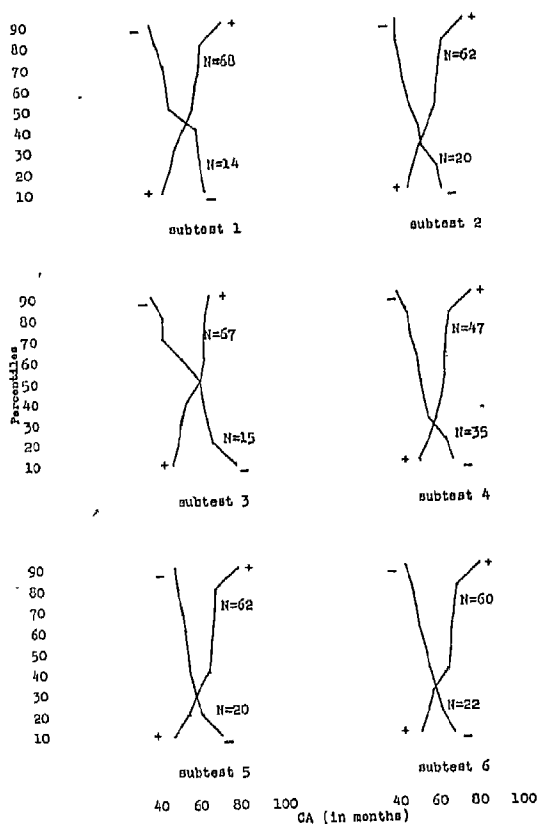 90
80
70
60
50
40
30
20
10
− + N=68 N=14 + −
subtest 1
− + N=62 N=20 + −
subtest 2
Percentiles
90
80
70
60
50
40
30
20
10
− + N=67 N=15 + −
subtest 3
− + N=47 N=35 + −
subtest 4
90
80
70
60
50
40
30
20
10
− + N=62 N=20 + −
subtest 5
− + N=60 N=22 + −
subtest 6
40 60 80 100 40 60 80 100
CA (in months)